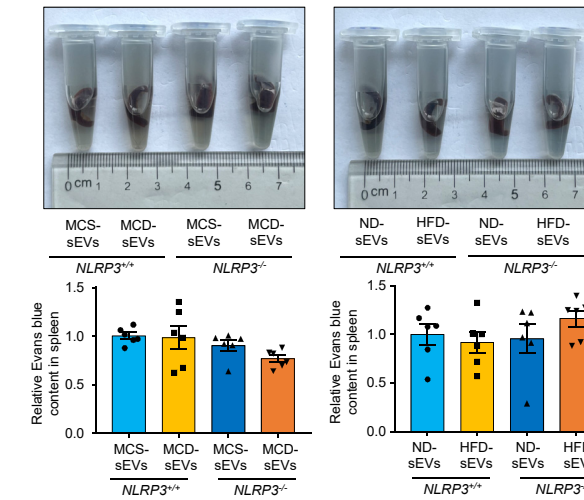 0 cm 1 2 3 4 5 6 7
0 cm 1 2 3 4 5 6 7
MCS- MCD- MCS- MCD-
sEVs sEVs sEVs sEVs
NLRP3+/+ NLRP3-/-
ND- HFD- ND- HFD-
sEVs sEVs sEVs sEVs
NLRP3+/+ NLRP3-/-
Relative Evans blue
content in spleen
1.5
1.0
0.5
0.0
MCS- MCD- MCS- MCD-
sEVs sEVs sEVs sEVs
NLRP3+/+ NLRP3-/-
Relative Evans blue
content in spleen
1.5
1.0
0.5
0.0
ND- HFD- ND- HF
sEVs sEVs sEVs sEV
NLRP3+/+ NLRP3-/